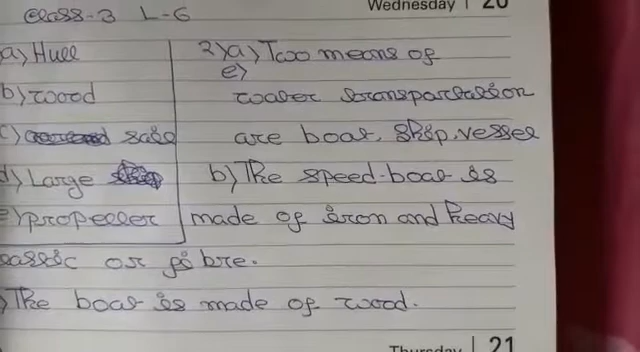 Wednesday 20
Class-3 L-6
a) Hull
b) wood
c) sail
d) Large
e) propeller
2) a) Two means of
e)
water transportation
are boat, ship, vessel
b) The speed-boat is
made of iron and heavy
lastic or fibre.
) The boat is made of wood.
Thursday 21